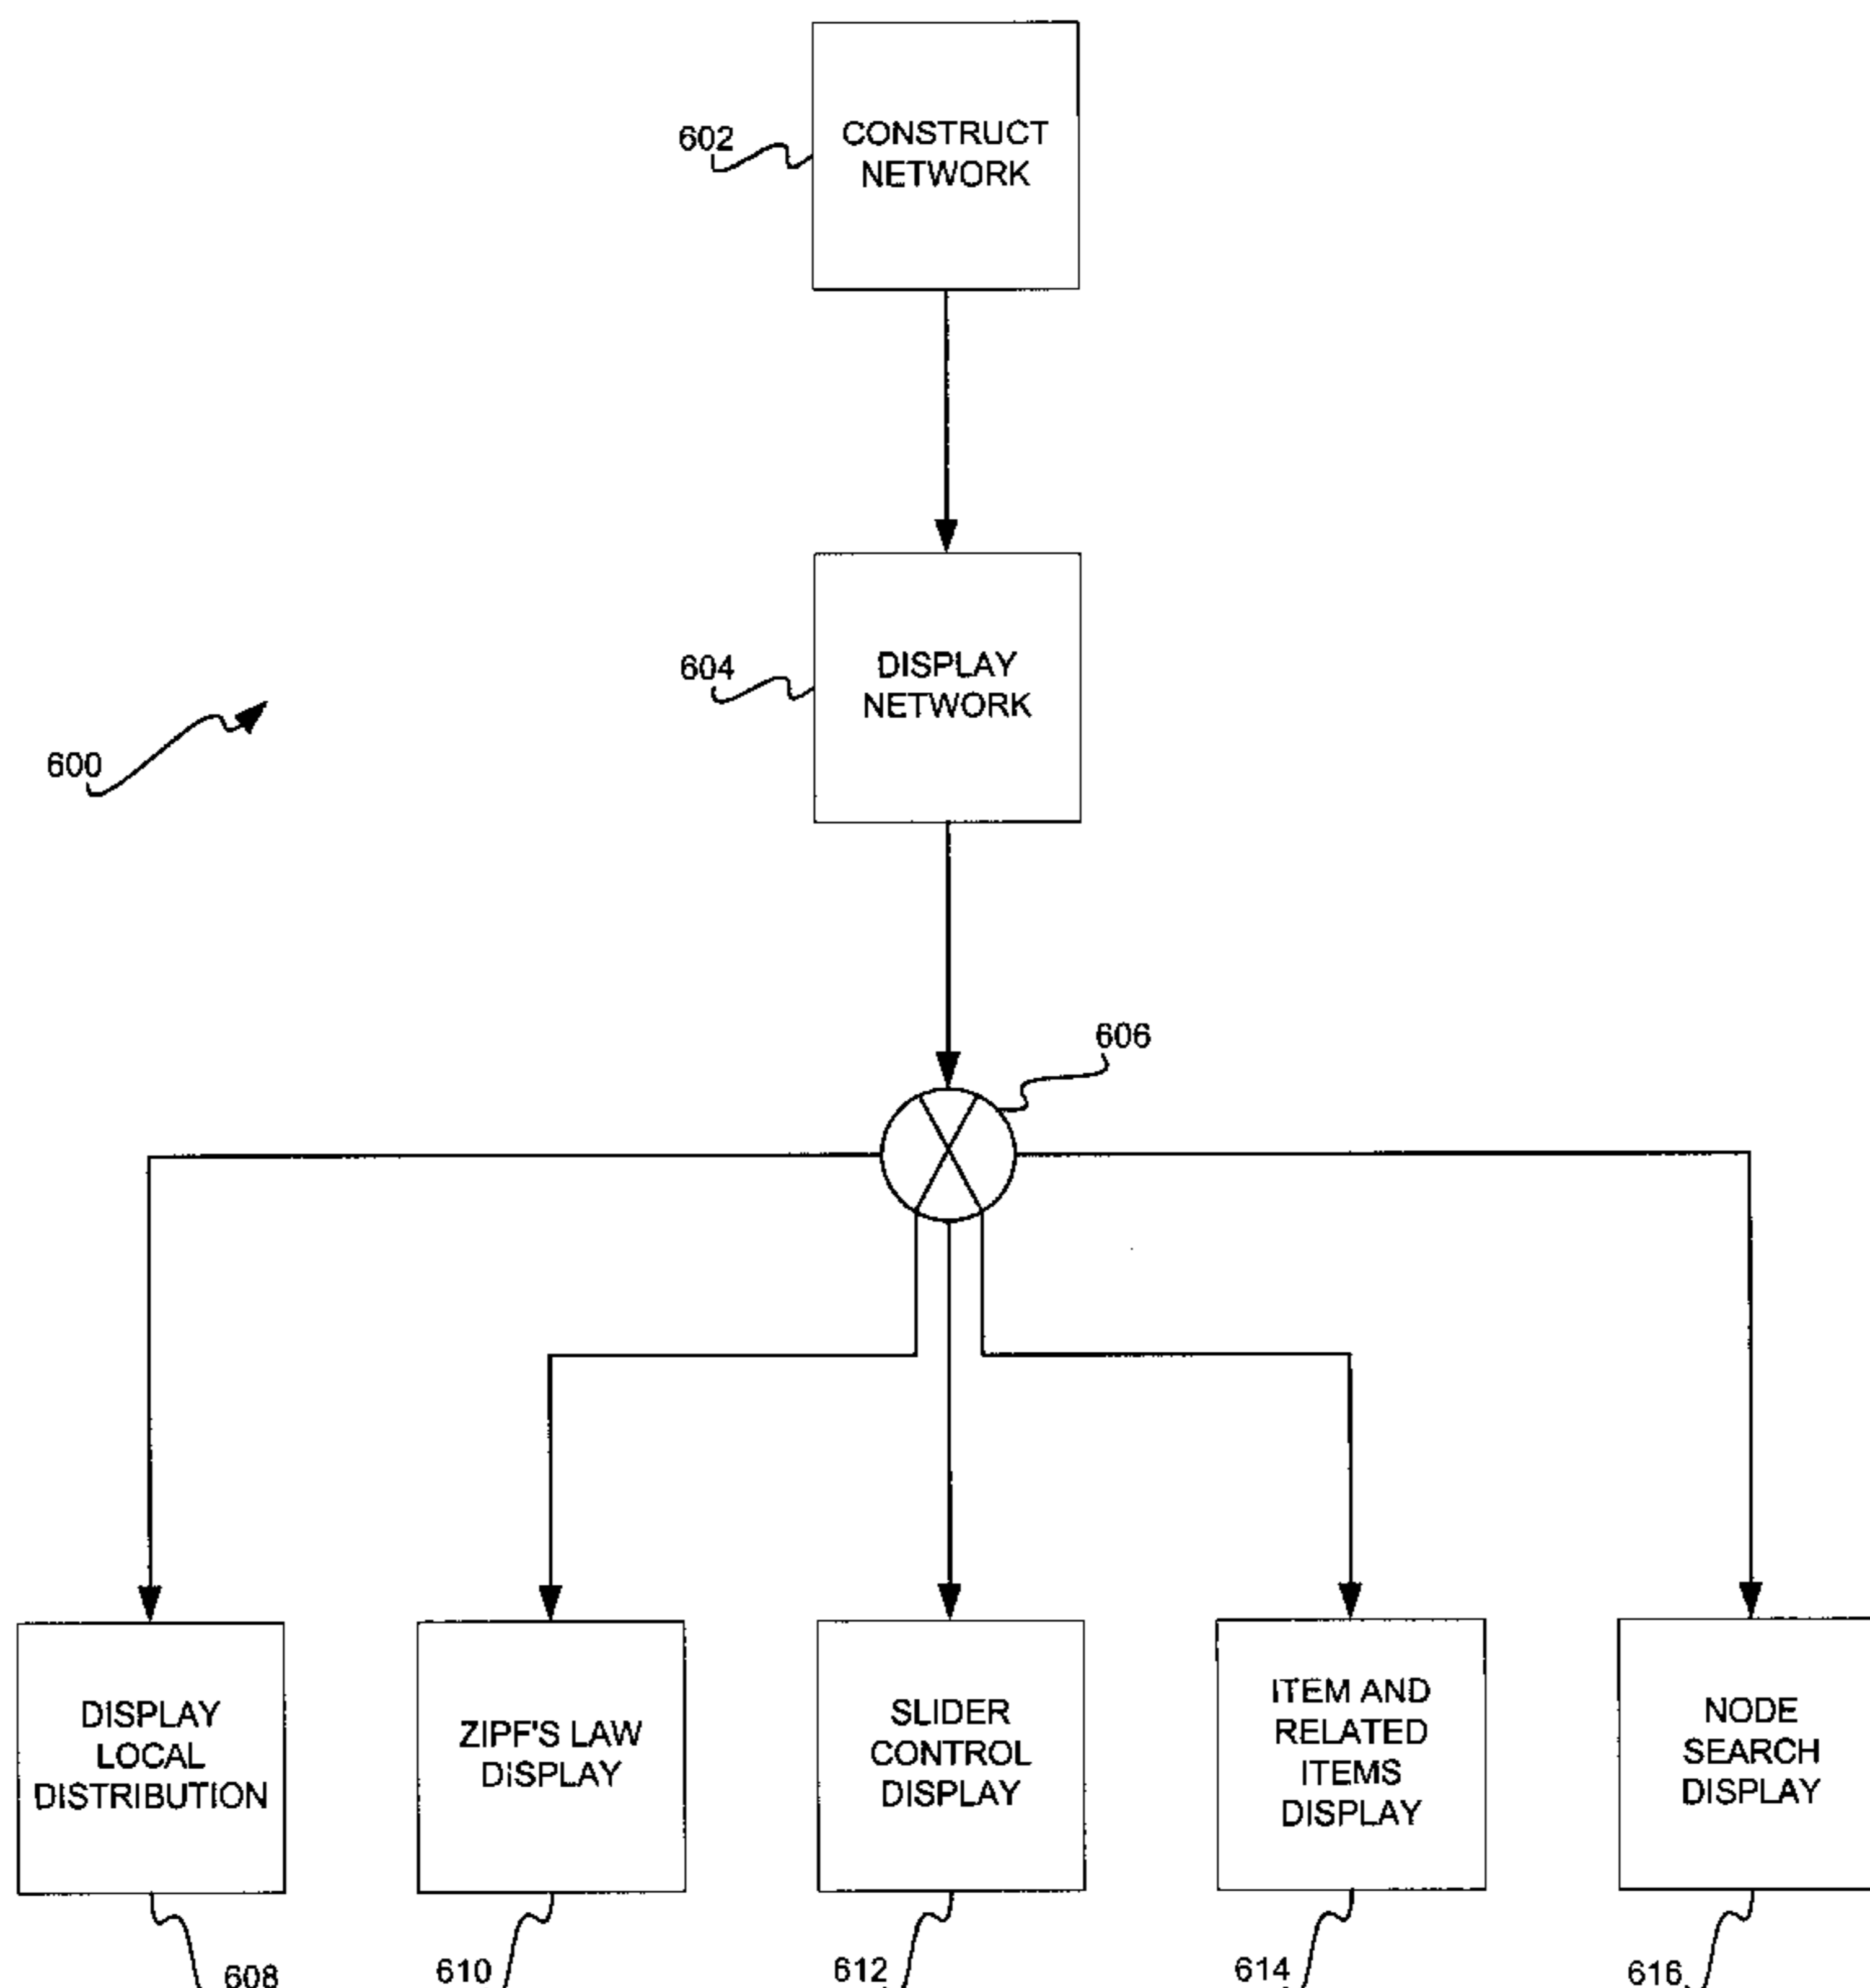 602
CONSTRUCT
NETWORK
604
DISPLAY
NETWORK
600
606
DISPLAY
LOCAL
DISTRIBUTION
ZIPF'S LAW
DISPLAY
SLIDER
CONTROL
DISPLAY
ITEM AND
RELATED
ITEMS
DISPLAY
NODE
SEARCH
DISPLAY
608
610
612
614
616